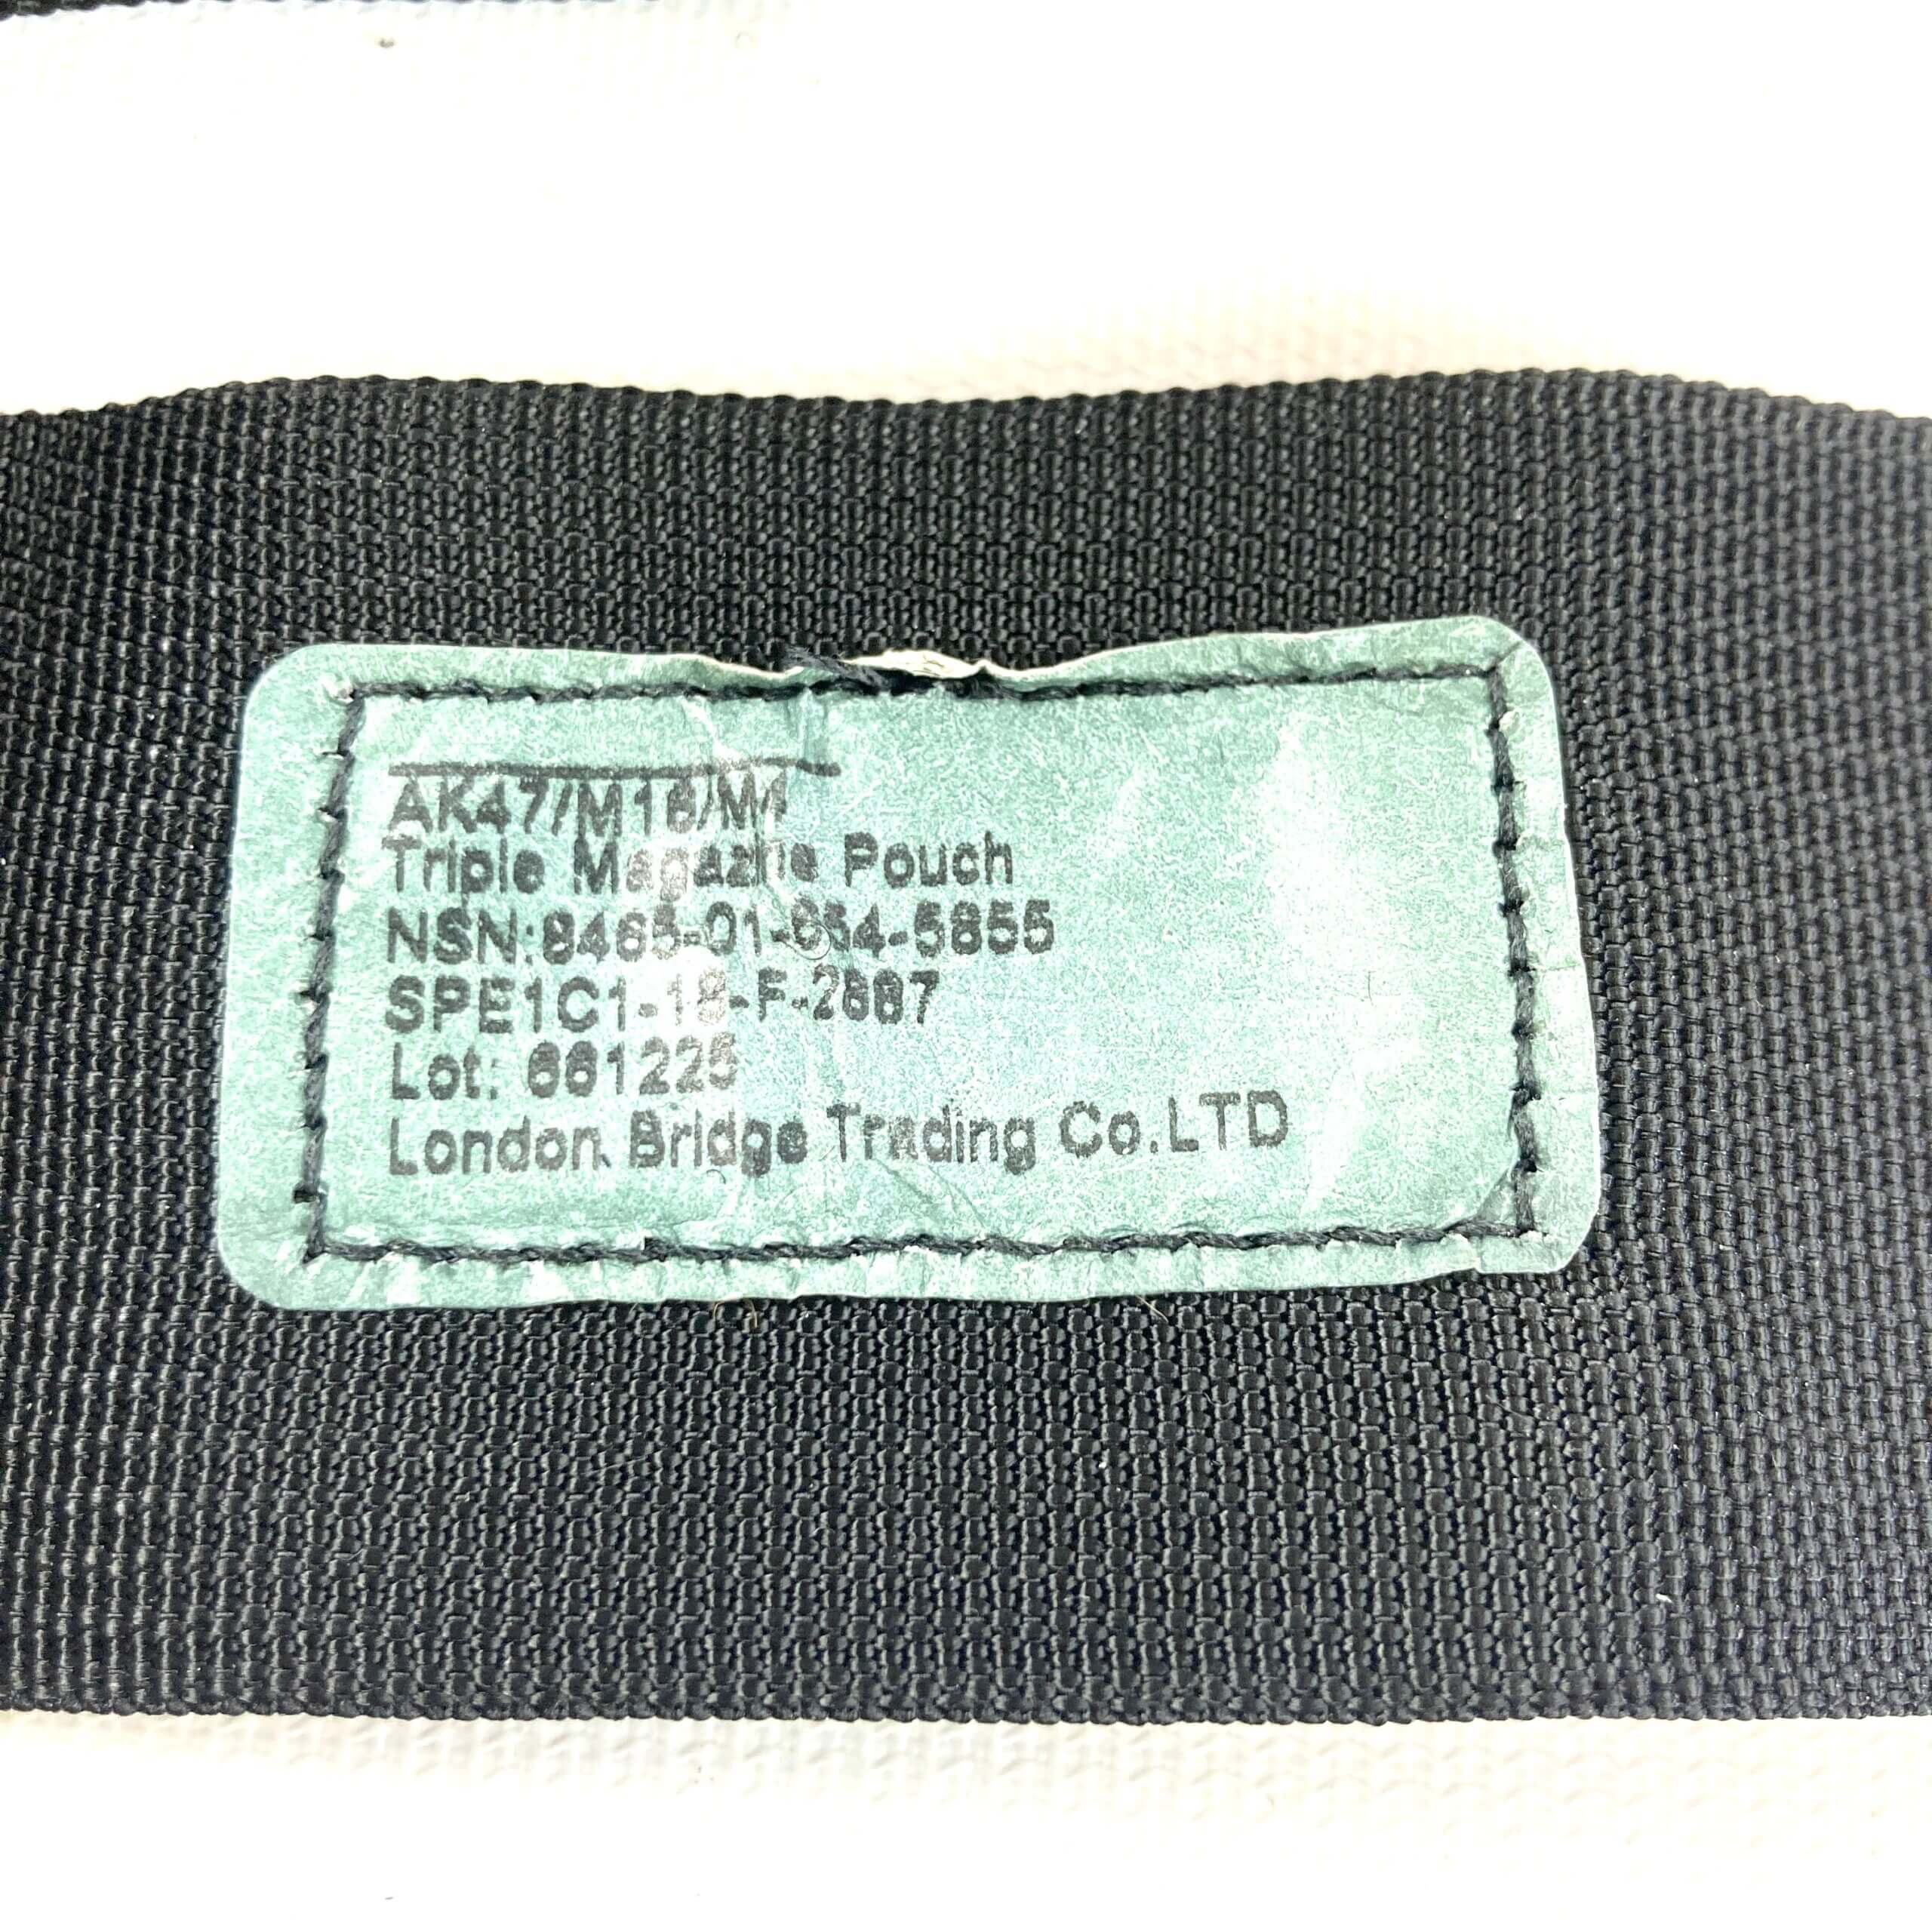 AK47/M16/M4
Triple Magazine Pouch
NSN:8465-01-654-5855
SPE1C1-18-F-2687
Lot: 661225
London Bridge Trading Co.LTD